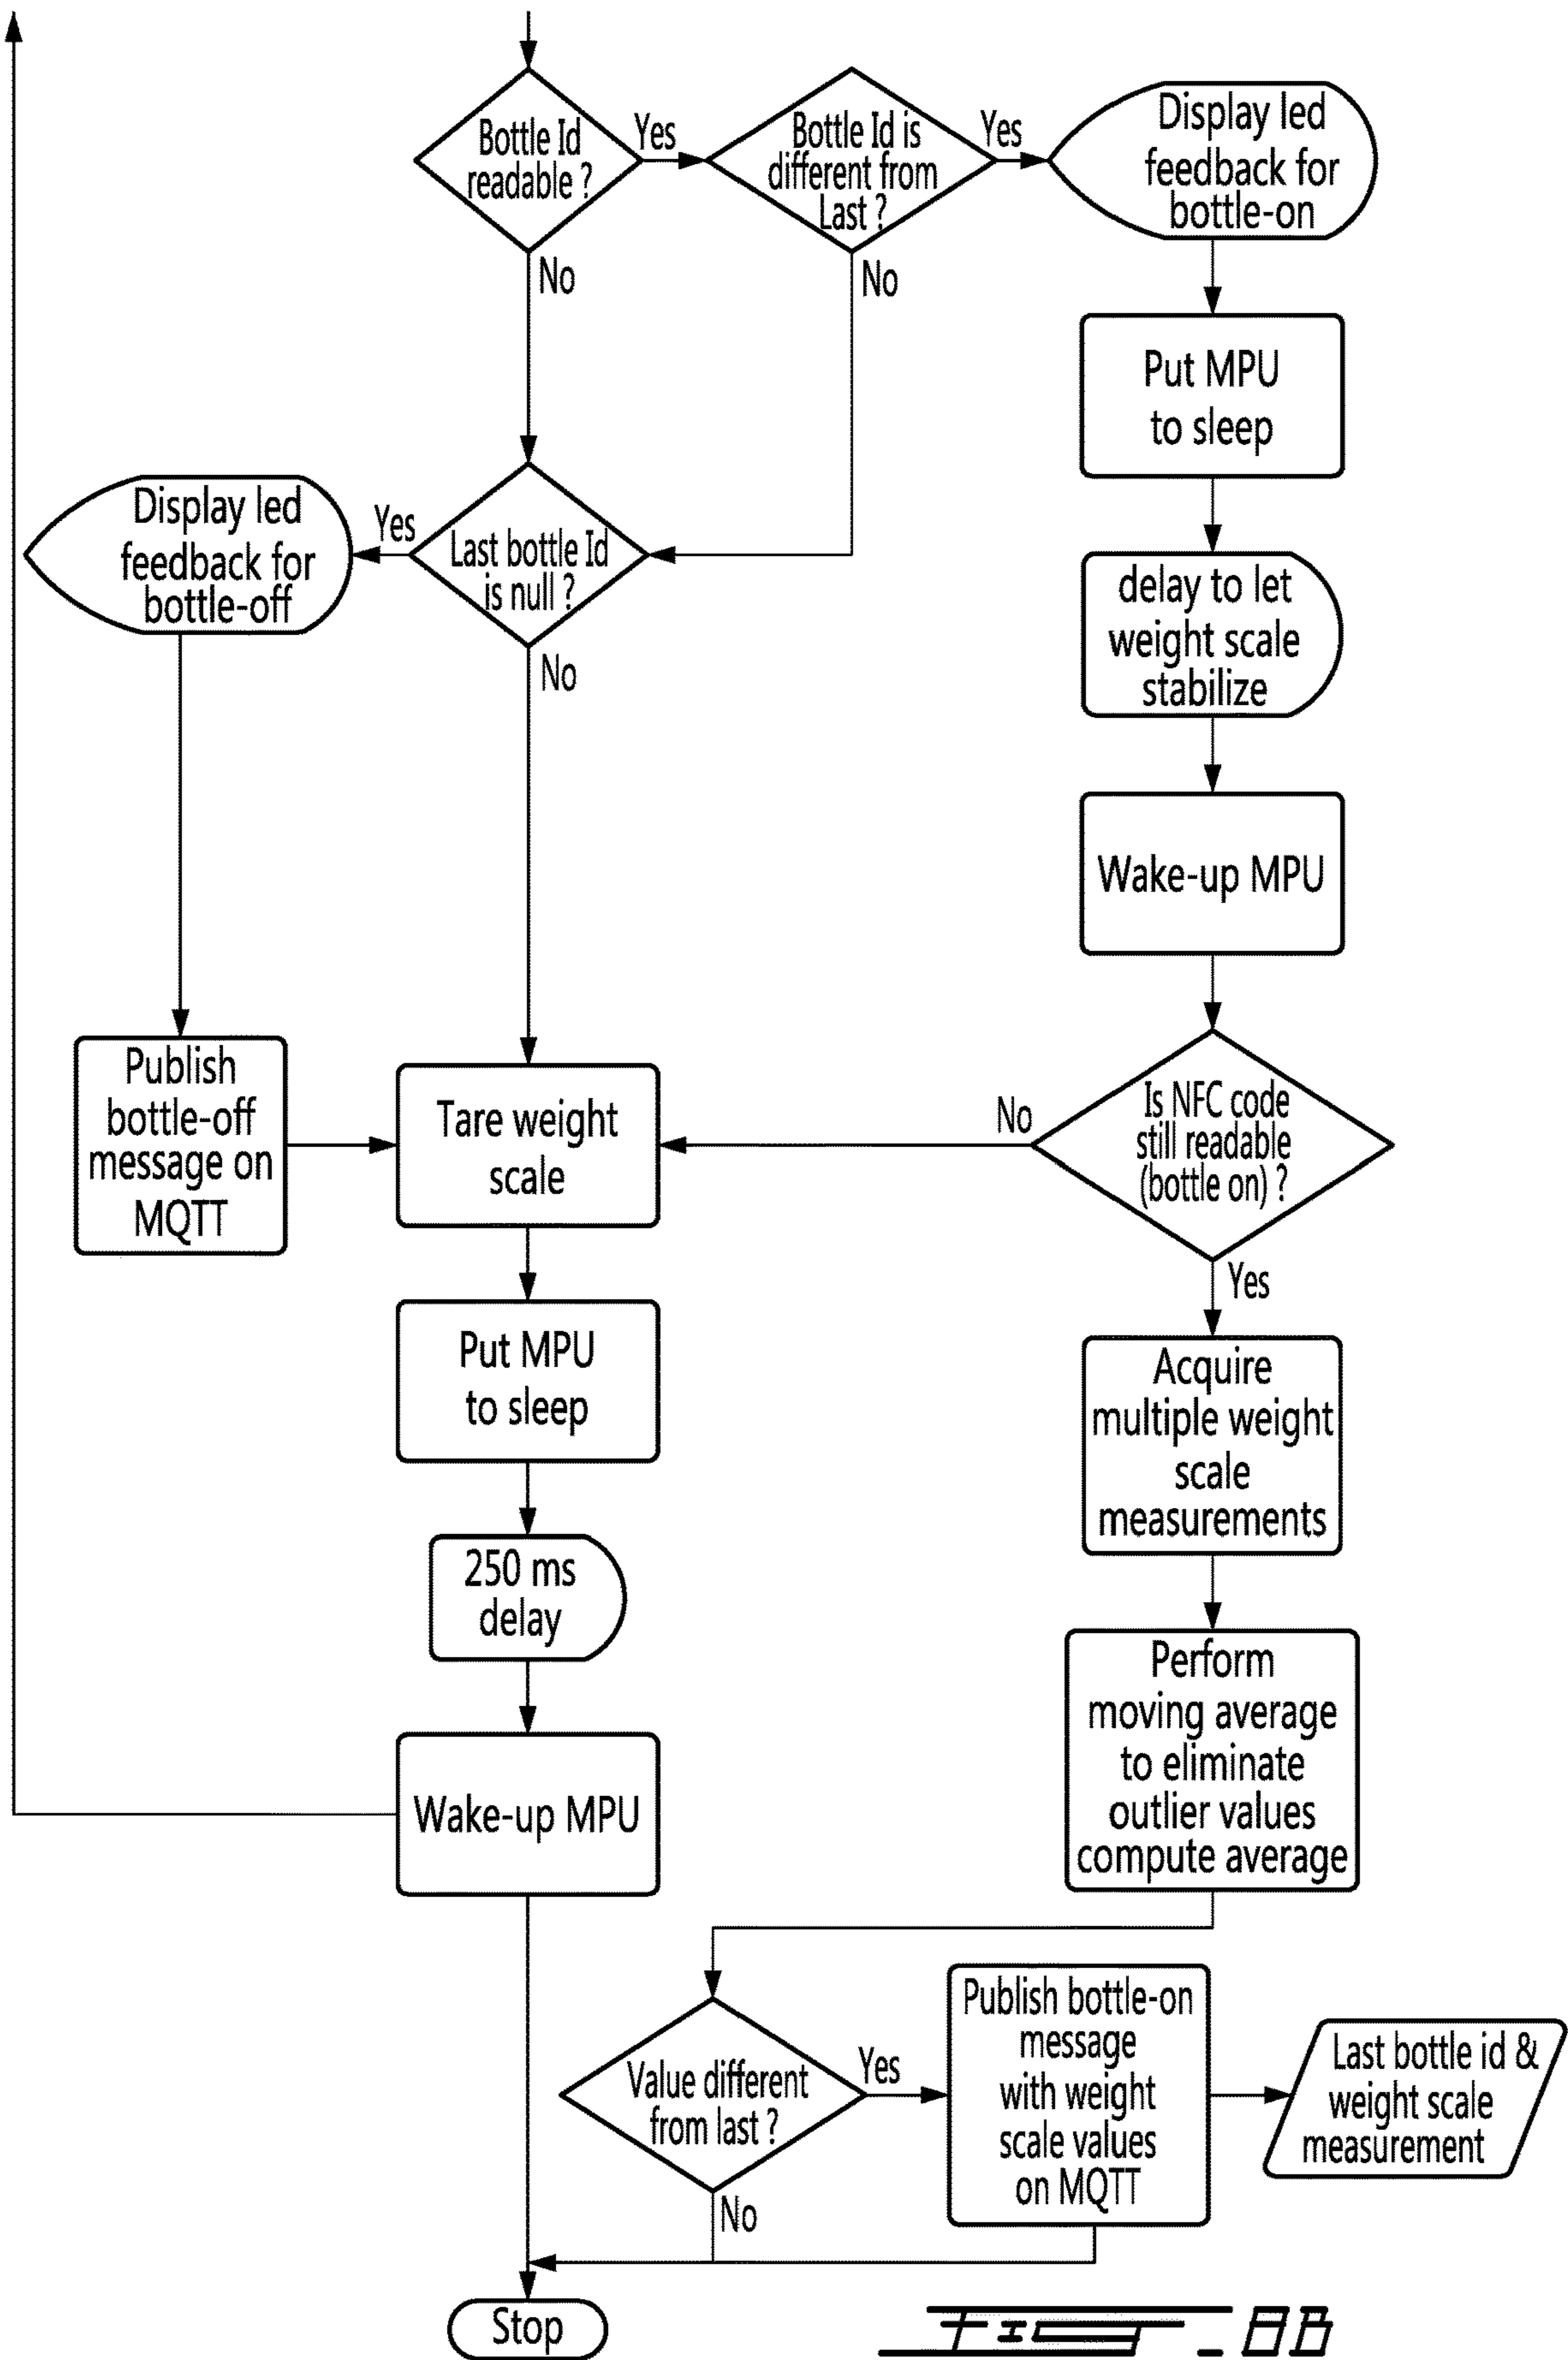 Bottle Id
readable ?
Yes
No
Bottle Id is
different from
Last ?
Yes
No
Display led
feedback for
bottle-on
Put MPU
to sleep
Display led
feedback for
bottle-off
Yes
Last bottle Id
is null ?
No
delay to let
weight scale
stabilize
Wake-up MPU
Publish
bottle-off
message on
MQTT
Tare weight
scale
No
Is NFC code
still readable
(bottle on) ?
Yes
Put MPU
to sleep
Acquire
multiple weight
scale
measurements
250 ms
delay
Perform
moving average
to eliminate
outlier values
compute average
Wake-up MPU
Value different
from last ?
Yes
No
Publish bottle-on
message
with weight
scale values
on MQTT
Last bottle id &
weight scale
measurement
Stop
FIG_8B